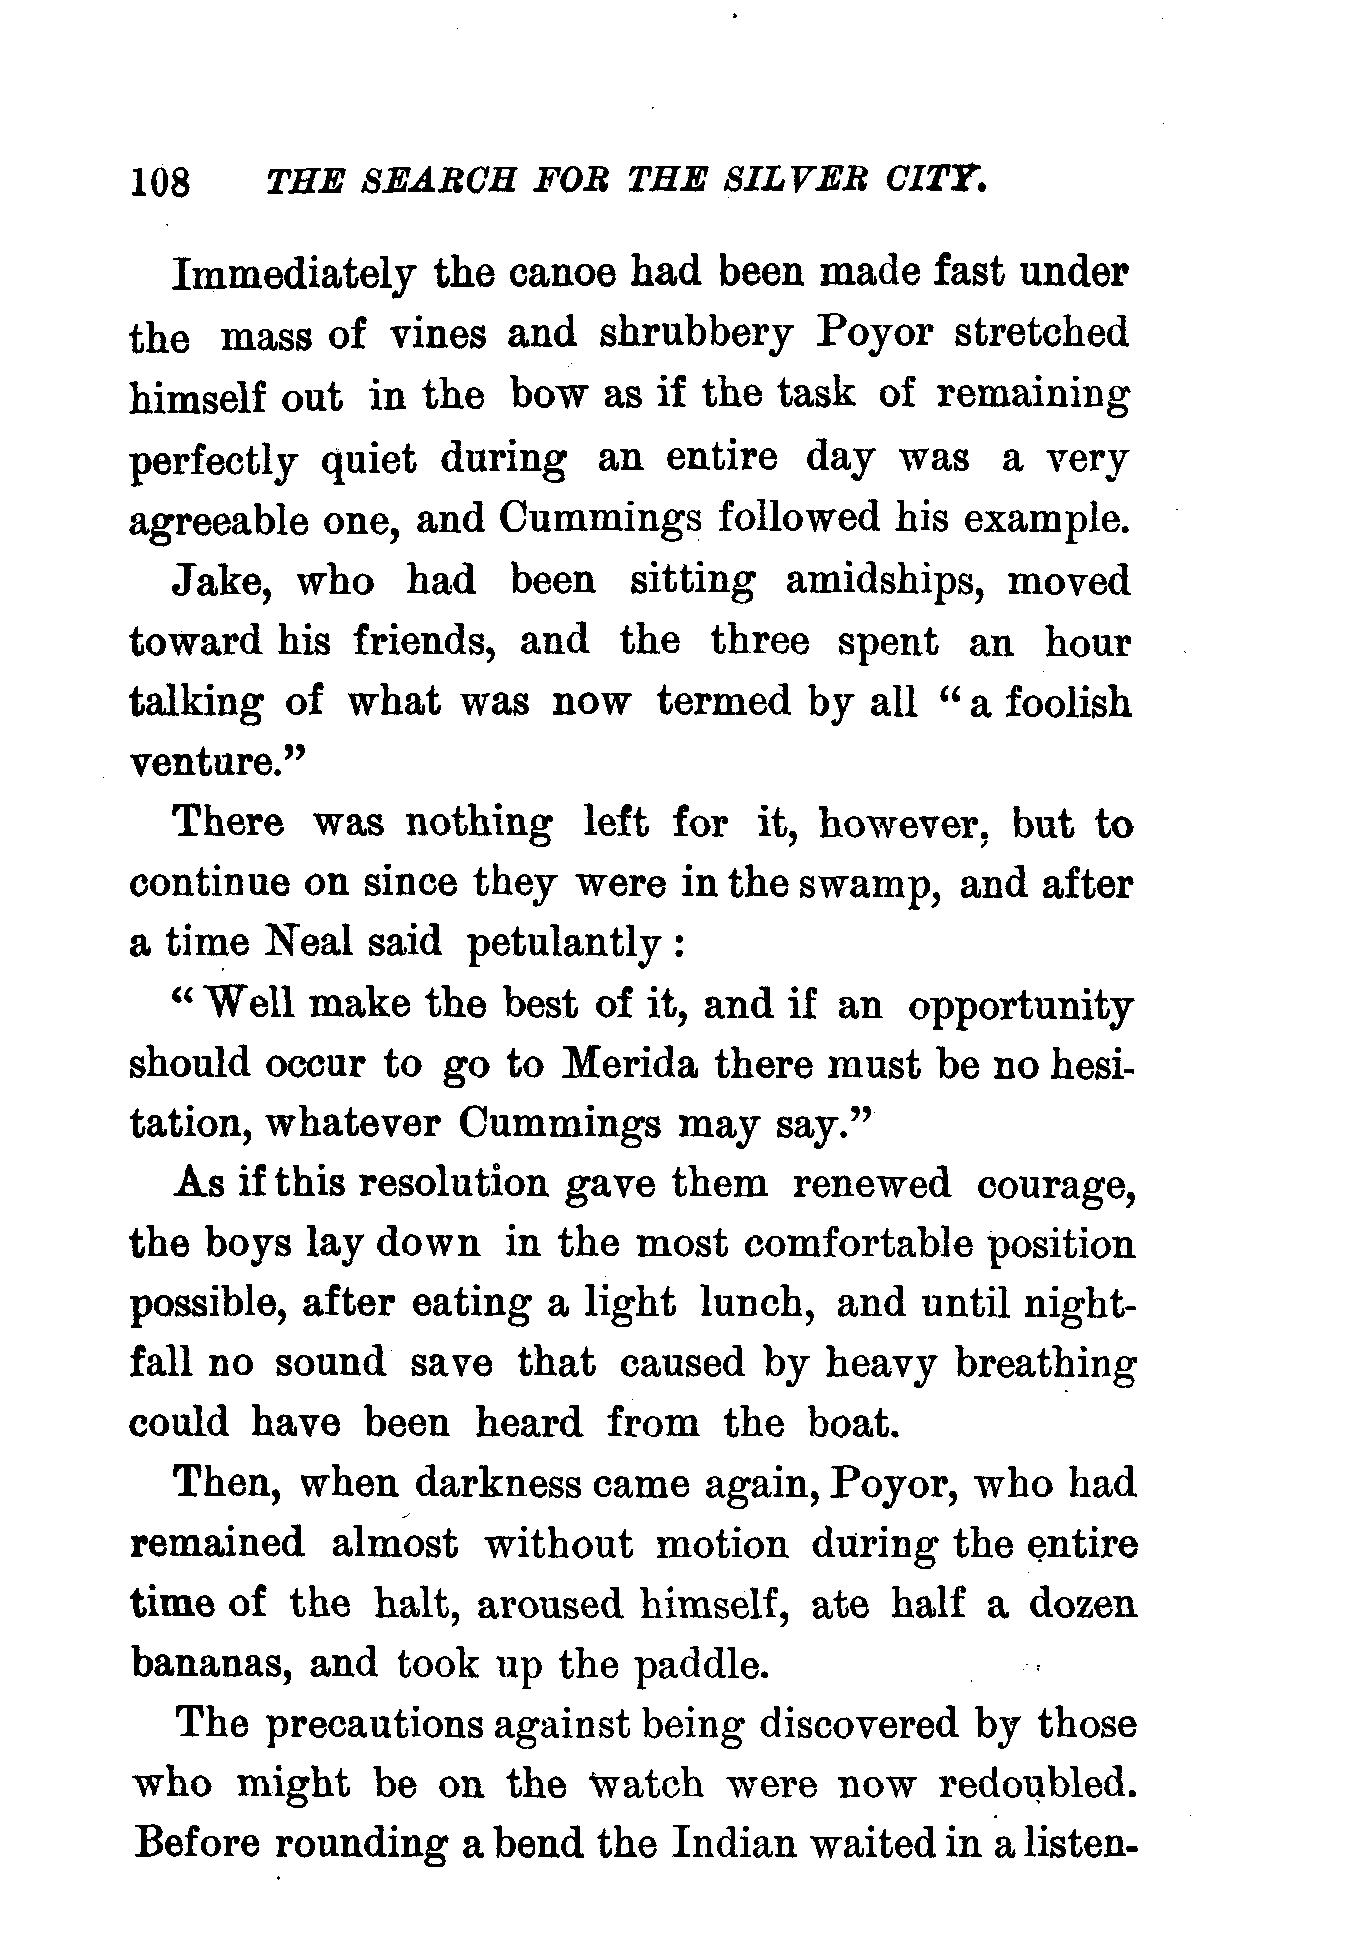 108 THE SEARCH FOR THE SILVER CITY.
Immediately the canoe had been made fast under
the mass of vines and shrubbery Poyor stretched
himself out in the bow as if the task of remaining
perfectly quiet during an entire day was a very
agreeable one, and Cummings followed his example.
Jake, who had been sitting amidships, moved
toward his friends, and the three spent an hour
talking of what was now termed by all “a foolish
venture.”
There was nothing left for it, however, but to
continue on since they were in the swamp, and after
a time Neal said petulantly :
“Well make the best of it, and if an opportunity
should occur to go to Merida there must be no hesi-
tation, whatever Cummings may say.”
As if this resolution gave them renewed courage,
the boys lay down in the most comfortable position
possible, after eating a light lunch, and until night-
fall no sound save that caused by heavy breathing
could have been heard from the boat.
Then, when darkness came again, Poyor, who had
remained almost without motion during the entire
time of the halt, aroused himself, ate half a dozen
bananas, and took up the paddle.
The precautions against being discovered by those
who might be on the watch were now redoubled.
Before rounding a bend the Indian waited in a listen-